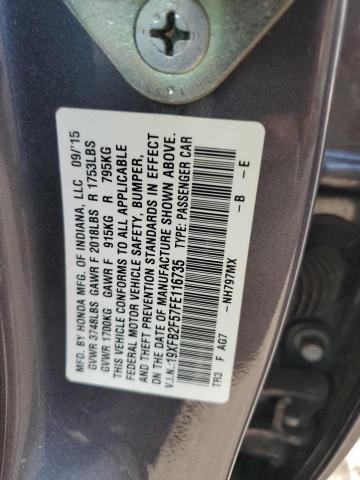 MFD. BY HONDA MFG. OF INDIANA, LLC. 09/'15
GVWR 3748LBS GAWR F 2018LBS R 1753LBS
GVWR 1700KG GAWR F 915KG R 795KG
THIS VEHICLE CONFORMS TO ALL APPLICABLE
FEDERAL MOTOR VEHICLE SAFETY, BUMPER,
AND THEFT PREVENTION STANDARDS IN EFFECT
ON THE DATE OF MANUFACTURE SHOWN ABOVE.
V.I.N.:19XFB2F57FE116735 TYPE: PASSENGER CAR
-NH797MX -B -E
TR3 F AG7